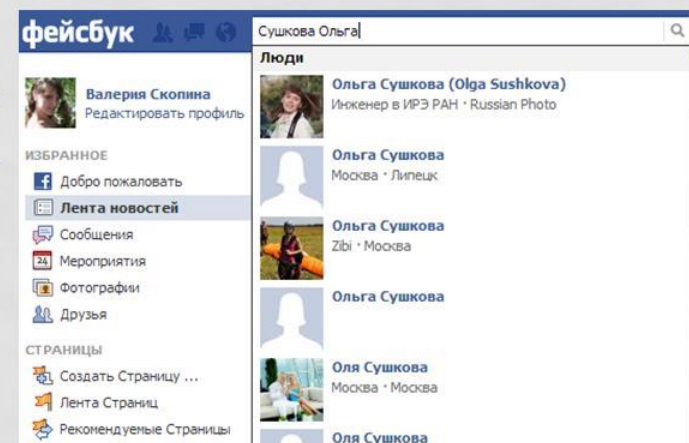 фейсбук
Сушкова Ольга
Валерия Скопина
Редактировать профиль
ИЗБРАННОЕ
Добро пожаловать
Лента новостей
Сообщения
24 Мероприятия
Фотографии
Друзья
СТРАНИЦЫ
Создать Страницу ...
Лента Страниц
Рекомендуемые Страницы
Люди
Ольга Сушкова (Olga Sushkova)
Инженер в ИРЭ РАН · Russian Photo
Ольга Сушкова
Москва · Липецк
Ольга Сушкова
Zibi · Москва
Ольга Сушкова
Оля Сушкова
Москва · Москва
Оля Сушкова